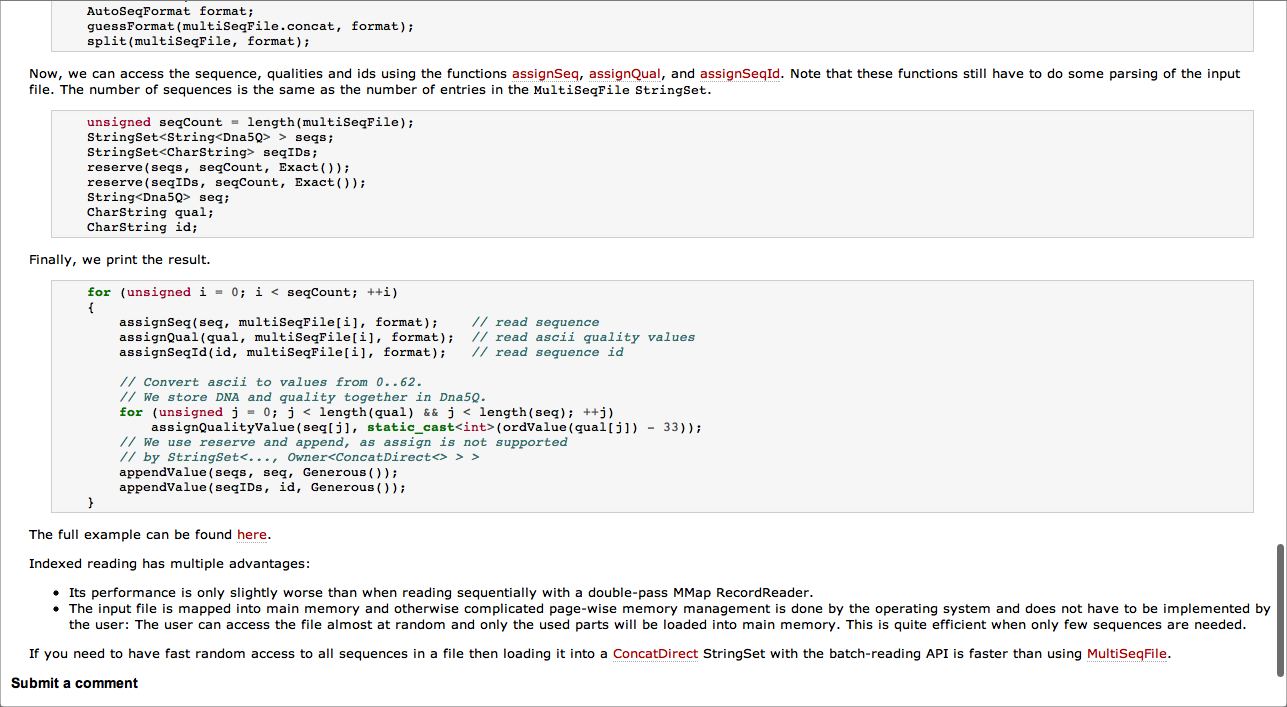 AutoSeqFormat format;
guessFormat(multiSeqFile.concat, format);
split(multiSeqFile, format);
Now, we can access the sequence, qualities and ids using the functions assignSeq, assignQual, and assignSeqId. Note that these functions still have to do some parsing of the input
file. The number of sequences is the same as the number of entries in the MultiSeqFile StringSet.
unsigned seqCount = length(multiSeqFile);
StringSet<String<Dna5Q> > seqs;
StringSet<CharString> seqIDs;
reserve(seqs, seqCount, Exact());
reserve(seqIDs, seqCount, Exact());
String<Dna5Q> seq;
CharString qual;
CharString id;
Finally, we print the result.
for (unsigned i = 0; i < seqCount; ++i)
{
assignSeq(seq, multiSeqFile[i], format);    // read sequence
assignQual(qual, multiSeqFile[i], format);  // read ascii quality values
assignSeqId(id, multiSeqFile[i], format);   // read sequence id
// Convert ascii to values from 0..62.
// We store DNA and quality together in Dna5Q.
for (unsigned j = 0; j < length(qual) && j < length(seq); ++j)
assignQualityValue(seq[j], static_cast<int>(ordValue(qual[j]) - 33));
// We use reserve and append, as assign is not supported
// by StringSet<..., Owner<ConcatDirect<> > >
appendValue(seqs, seq, Generous());
appendValue(seqIDs, id, Generous());
}
The full example can be found here.
Indexed reading has multiple advantages:
• Its performance is only slightly worse than when reading sequentially with a double-pass MMap RecordReader.
• The input file is mapped into main memory and otherwise complicated page-wise memory management is done by the operating system and does not have to be implemented by
the user: The user can access the file almost at random and only the used parts will be loaded into main memory. This is quite efficient when only few sequences are needed.
If you need to have fast random access to all sequences in a file then loading it into a ConcatDirect StringSet with the batch-reading API is faster than using MultiSeqFile.
Submit a comment